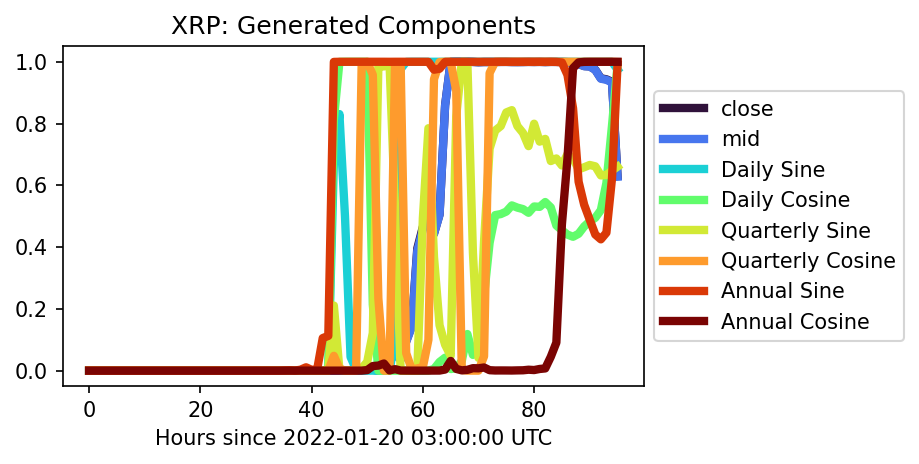 XRP: Generated Components
1.0
0.8
0.6
0.4
0.2
0.0
0
20
40
60
80
Hours since 2022-01-20 03:00:00 UTC
close
mid
Daily Sine
Daily Cosine
Quarterly Sine
Quarterly Cosine
Annual Sine
Annual Cosine